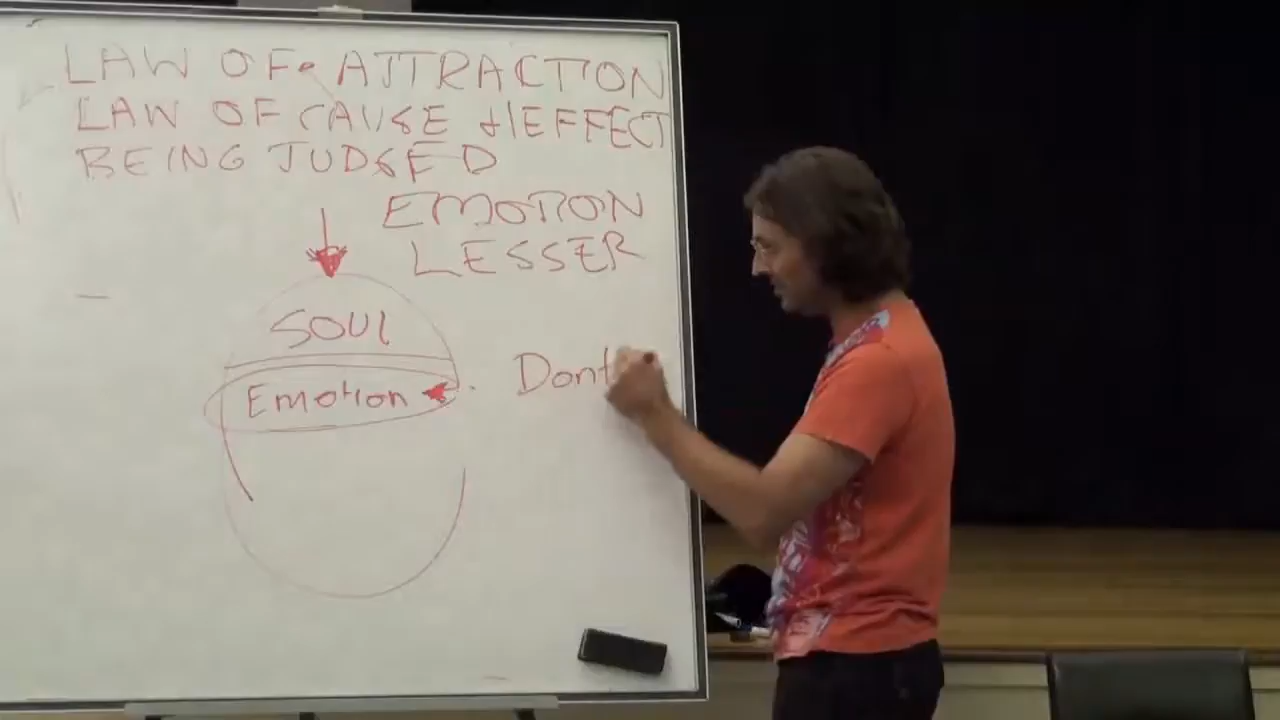 LAW OF ATTRACTION
LAW OF CAUSE & EFFECT
BEING JUDGED
EMOTION
LESSER
SOUL
Emotion
Dont